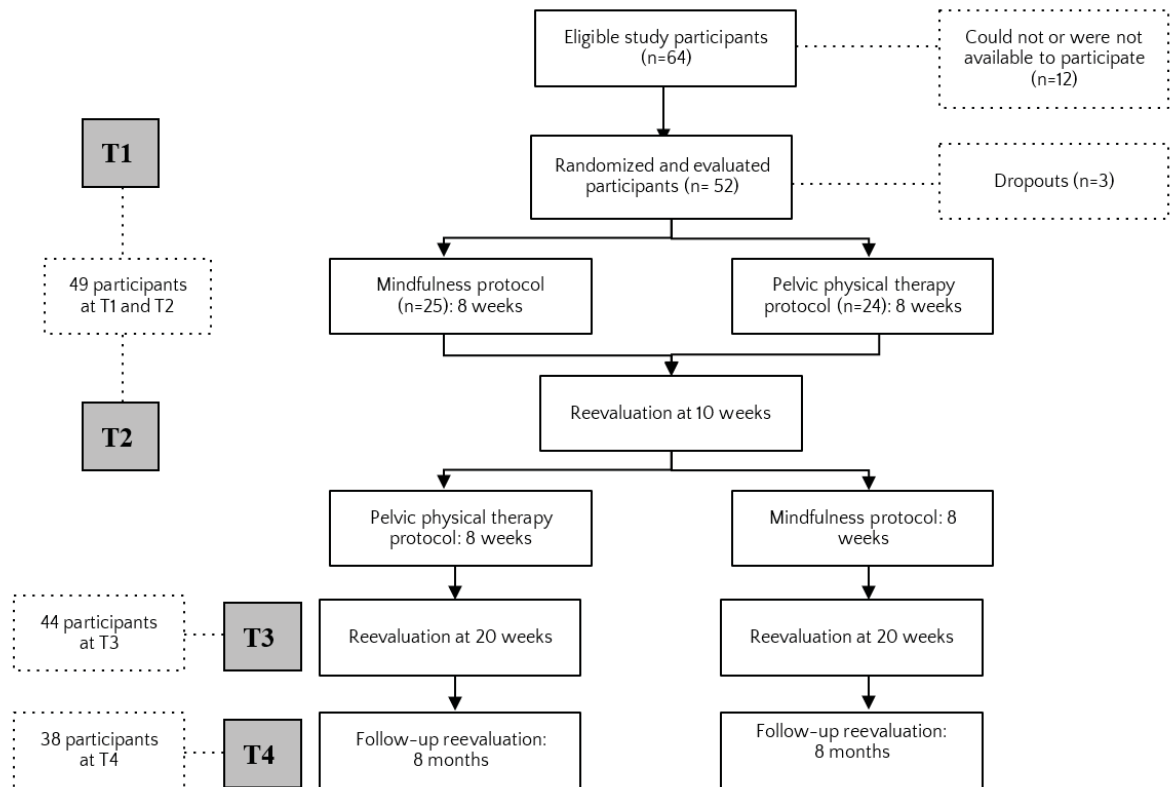 Eligible study participants
(n=64)
Could not or were not
available to participate
(n=12)
T1
Randomized and evaluated
participants (n= 52)
Dropouts (n=3)
49 participants
at T1 and T2
Mindfulness protocol
(n=25): 8 weeks
Pelvic physical therapy
protocol (n=24): 8 weeks
T2
Reevaluation at 10 weeks
Pelvic physical therapy
protocol: 8 weeks
Mindfulness protocol: 8
weeks
44 participants
at T3
T3
Reevaluation at 20 weeks
Reevaluation at 20 weeks
38 participants
at T4
T4
Follow-up reevaluation:
8 months
Follow-up reevaluation:
8 months